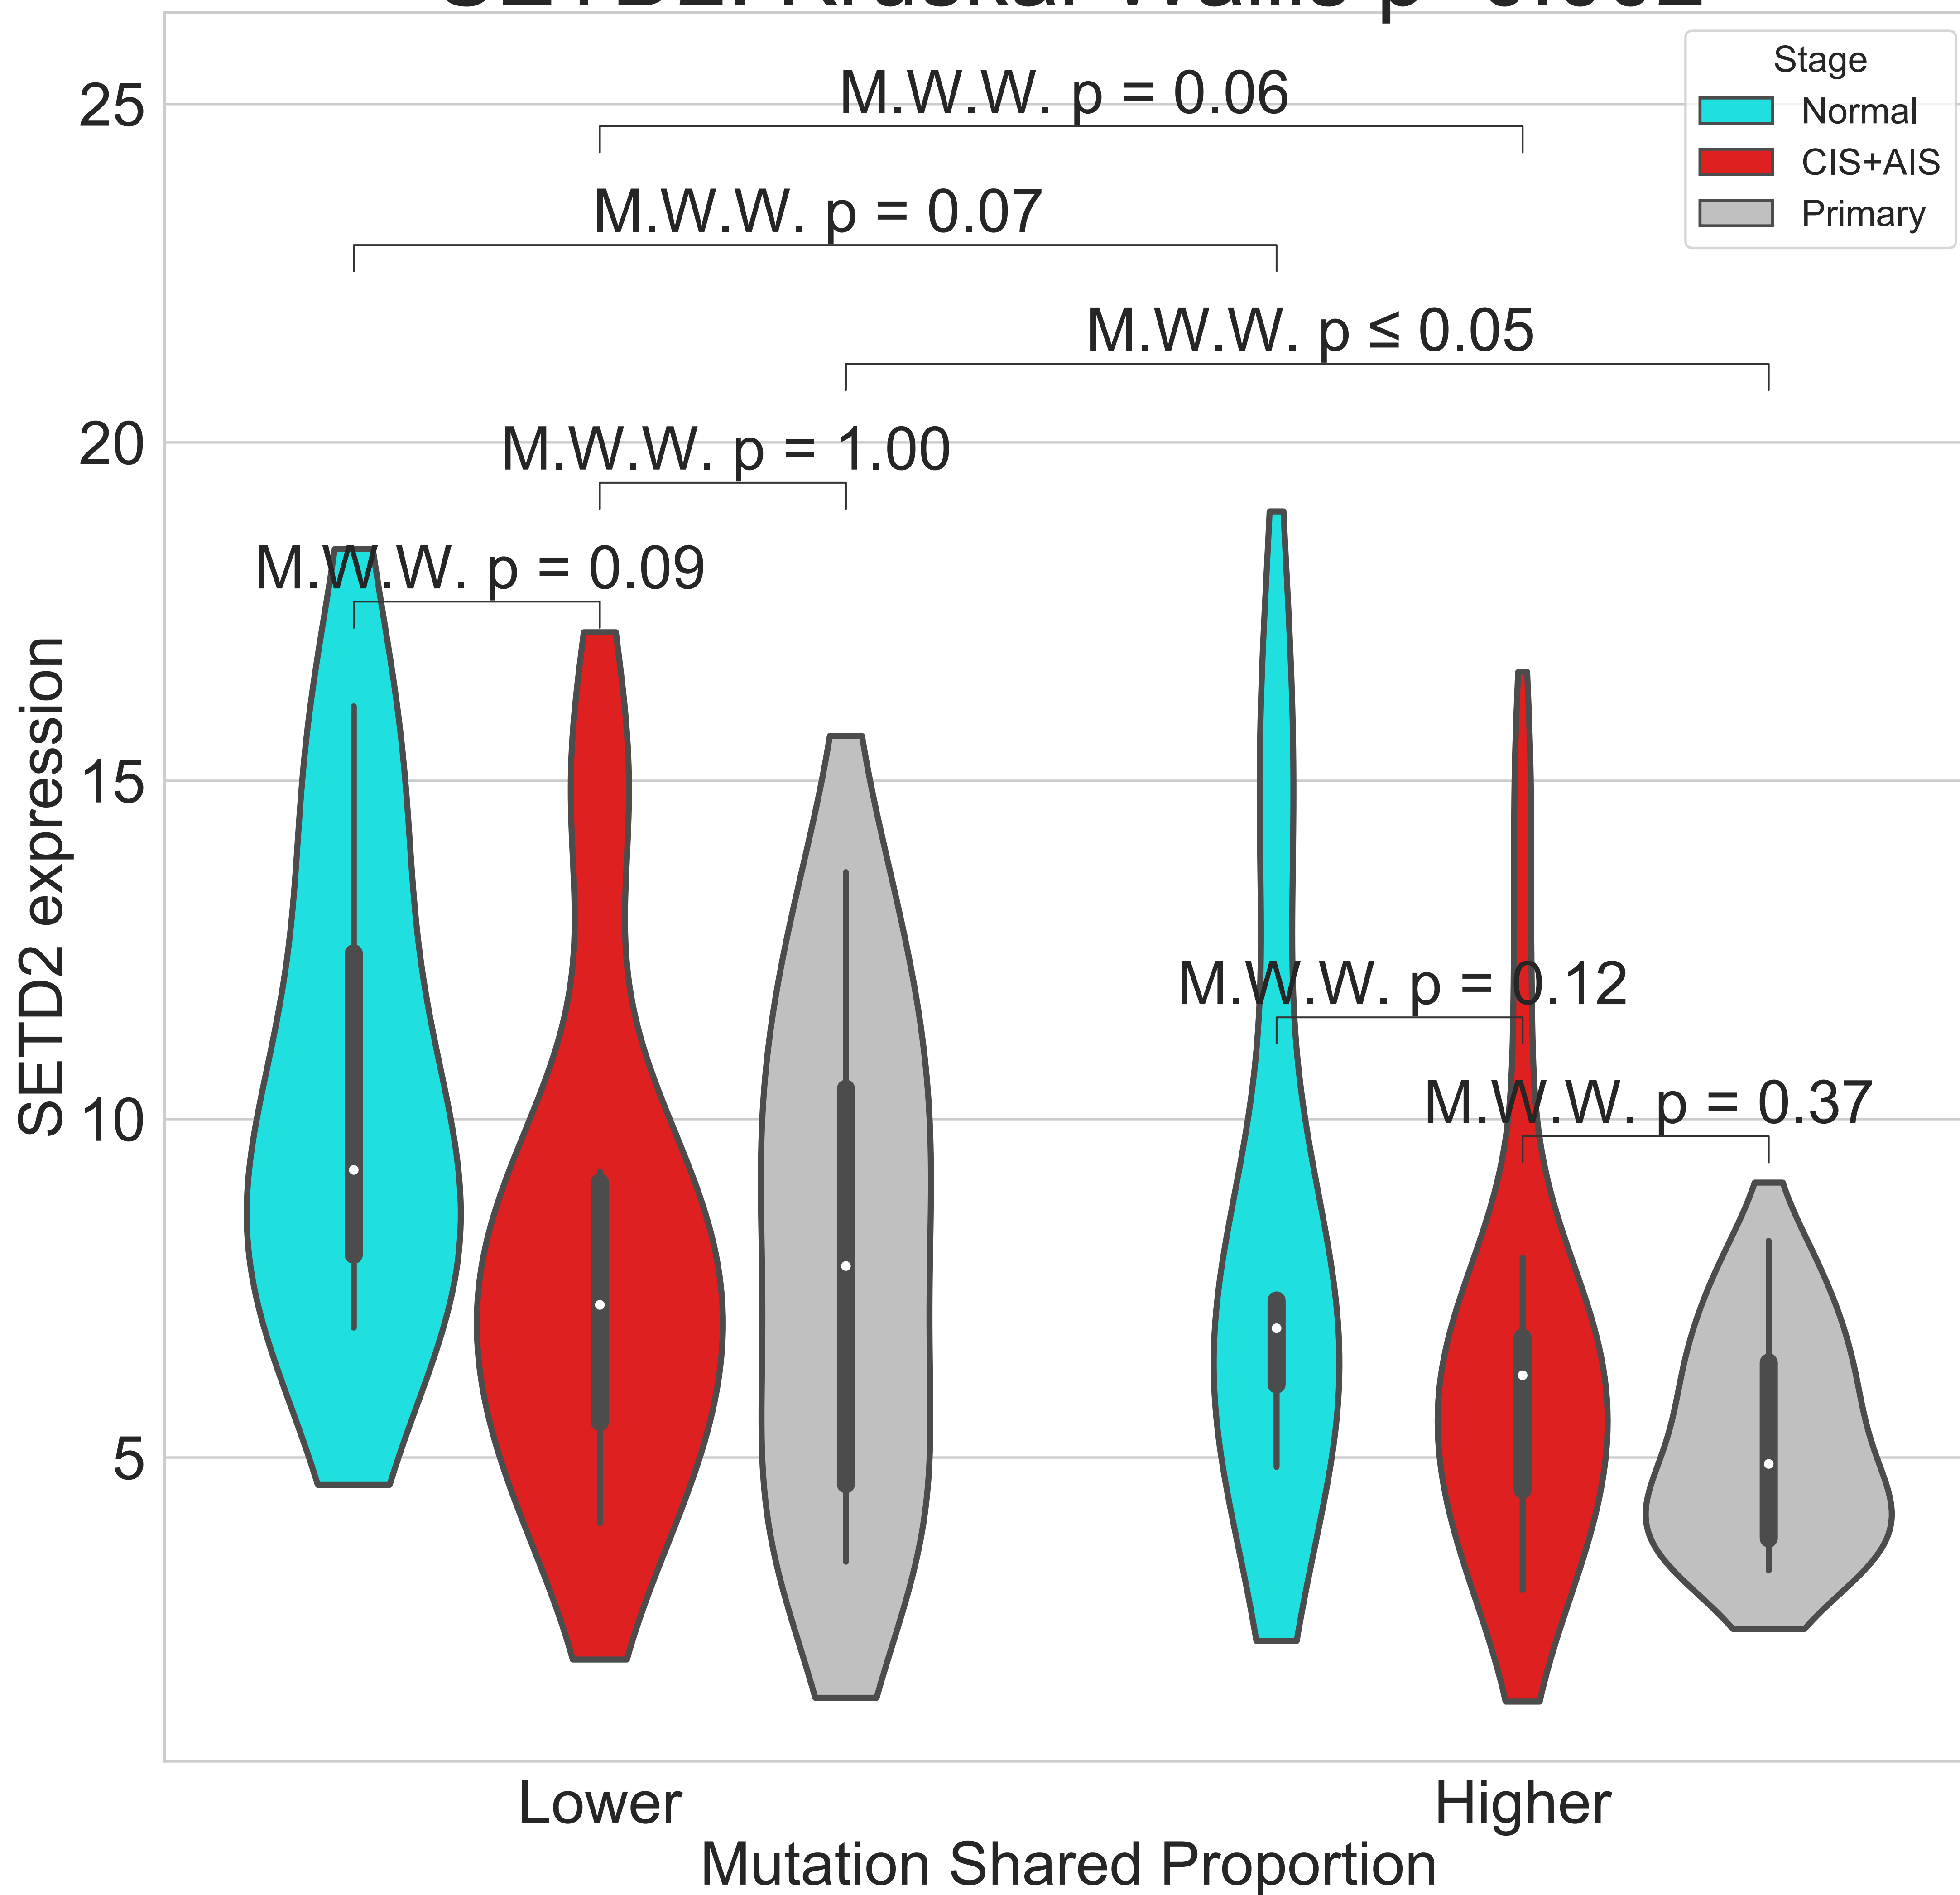 M.W.W. p = 0.06
M.W.W. p = 0.07
M.W.W. p ≤ 0.05
M.W.W. p = 1.00
M.W.W. p = 0.09
M.W.W. p = 0.12
M.W.W. p = 0.37
Stage
Normal
CIS+AIS
Primary
25
20
15
10
5
SETD2 expression
Lower
Higher
Mutation Shared Proportion